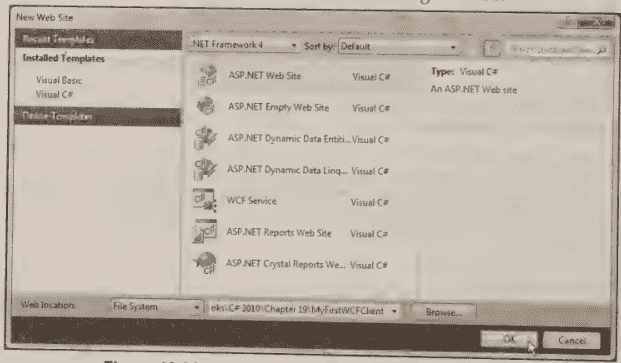 New Web Site
Recent Templates
.NET Framework 4 Sort by: Default
Installed Templates
Visual Basic
Visual C#
Online Templates
ASP.NET Web Site Visual C#
ASP.NET Empty Web Site Visual C#
ASP.NET Dynamic Data Entiti... Visual C#
ASP.NET Dynamic Data Linq... Visual C#
WCF Service Visual C#
ASP.NET Reports Web Site Visual C#
ASP.NET Crystal Reports We... Visual C#
Type: Visual C#
An ASP.NET Web site
Web location: File System oks\C# 2010\Chapter 19\MyFirstWCFClient Browse...
OK Cancel